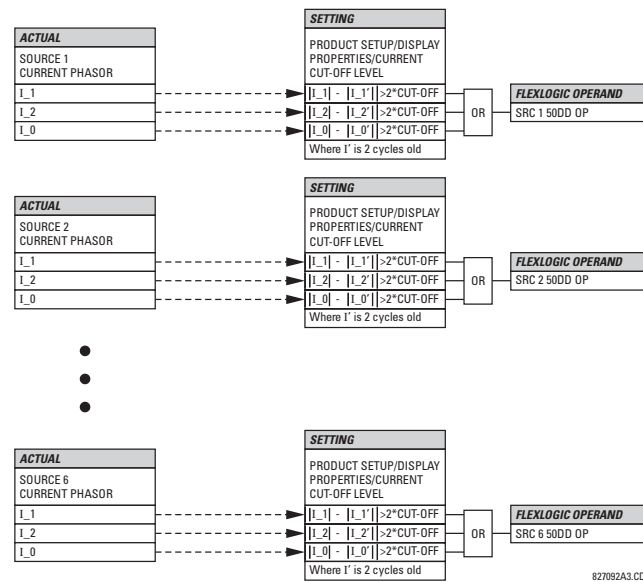 ACTUAL
SOURCE 1
CURRENT PHASOR
I_1
I_2
I_0
SETTING
PRODUCT SETUP/DISPLAY
PROPERTIES/CURRENT
CUT-OFF LEVEL
||I_1| - |I_1'||>2*CUT-OFF
||I_2| - |I_2'||>2*CUT-OFF
||I_0| - |I_0'||>2*CUT-OFF
Where I' is 2 cycles old
OR
FLEXLOGIC OPERAND
SRC 1 50DD OP
ACTUAL
SOURCE 2
CURRENT PHASOR
I_1
I_2
I_0
SETTING
PRODUCT SETUP/DISPLAY
PROPERTIES/CURRENT
CUT-OFF LEVEL
||I_1| - |I_1'||>2*CUT-OFF
||I_2| - |I_2'||>2*CUT-OFF
||I_0| - |I_0'||>2*CUT-OFF
Where I' is 2 cycles old
OR
FLEXLOGIC OPERAND
SRC 2 50DD OP
ACTUAL
SOURCE 6
CURRENT PHASOR
I_1
I_2
I_0
SETTING
PRODUCT SETUP/DISPLAY
PROPERTIES/CURRENT
CUT-OFF LEVEL
||I_1| - |I_1'||>2*CUT-OFF
||I_2| - |I_2'||>2*CUT-OFF
||I_0| - |I_0'||>2*CUT-OFF
Where I' is 2 cycles old
OR
FLEXLOGIC OPERAND
SRC 6 50DD OP
827092A3.CD